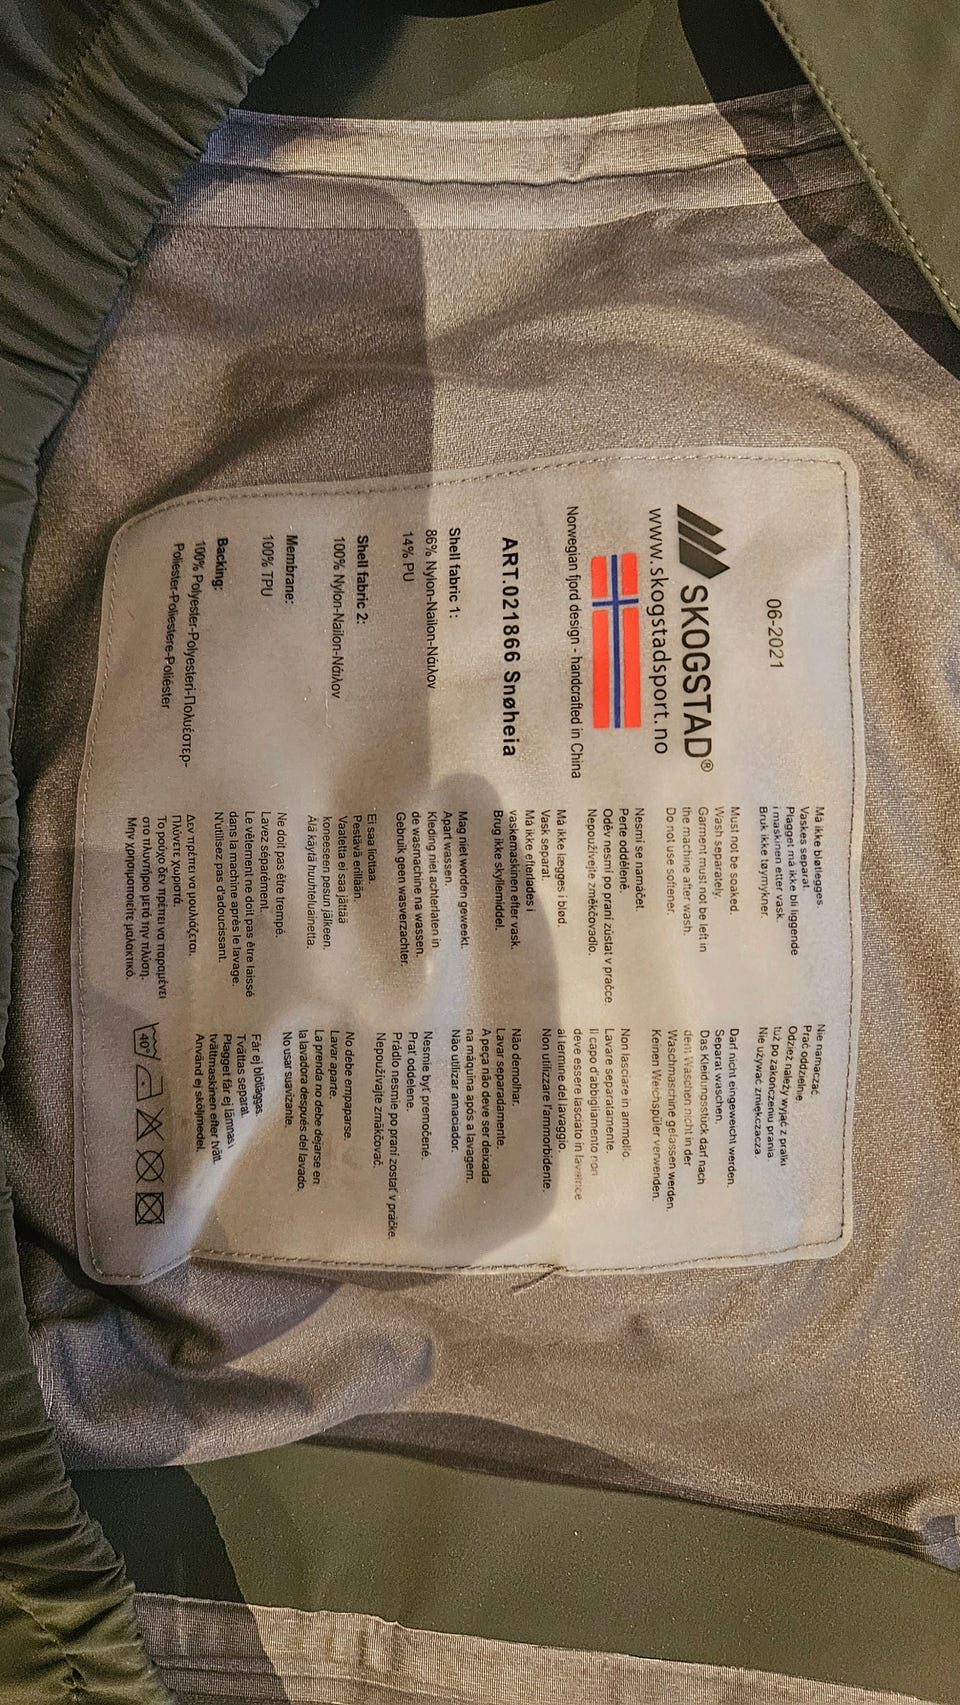 06-2021
SKOGSTAD®
www.skogstadsport.no
Norwegian fjord design - handcrafted in China
ART.021866 Snøheia
Shell fabric 1:
86% Nylon-Nailon-Νάιλον
14% PU
Shell fabric 2:
100% Nylon-Nailon-Νάιλον
Membrane:
100% TPU
Backing:
100% Polyester-Polyesteri-Πολυέστερ-
Poliester-Poliestere-Poliéster
Må ikke bløtlegges.
Vaskes separat.
Plagget må ikke bli liggende
i maskinen etter vask.
Bruk ikke tøymykner.
Must not be soaked.
Wash separately.
Garment must not be left in
the machine after wash.
Do not use softener.
Nesmí se namáčet.
Perte odděleně.
Oděv nesmí po praní zůstat v pračce.
Nepoužívejte změkčovadlo.
Må ikke lægges i blød.
Vask separat.
Må ikke efterlades i
vaskemaskinen efter vask.
Brug ikke skyllemiddel.
Mag niet worden geweekt.
Apart wassen.
Kleding niet achterlaten in
de wasmachine na wassen.
Gebruik geen wasverzachter.
Ei saa liottaa.
Pestävä erillään.
Vaatetta ei saa jättää
koneeseen pesun jälkeen.
Älä käytä huuhteluainetta.
Ne doit pas être trempé.
Lavez séparément.
Le vêtement ne doit pas être laissé
dans la machine après le lavage.
N'utilisez pas d'adoucissant.
Δεν πρέπει να μουλιάζεται.
Πλύνετε χωριστά.
Το ρούχο δεν πρέπει να παραμένει
στο πλυντήριο μετά την πλύση.
Μην χρησιμοποιείτε μαλακτικό.
Nie namaczać.
Prać oddzielnie.
Odzież należy wyjąć z pralki
tuż po zakończeniu prania.
Nie używać zmiękczacza.
Darf nicht eingeweicht werden.
Separat waschen.
Das Kleidungsstück darf nach
dem Waschen nicht in der
Waschmaschine gelassen werden.
Keinen Weichspüler verwenden.
Non lasciare in ammollo.
Lavare separatamente.
Il capo d'abbigliamento non
deve essere lasciato in lavatrice
al termine del lavaggio.
Non utilizzare l'ammorbidente.
Não demolhar.
Lavar separadamente.
A peça não deve ser deixada
na máquina após a lavagem.
Não utilizar amaciador.
Nesmie byť premočené.
Prať oddelene.
Prádlo nesmie po praní zostať v práčke.
Nepoužívajte zmäkčovač.
No debe empaparse.
Lavar aparte.
La prenda no debe dejarse en
la lavadora después del lavado.
No usar suavizante.
Får ej blötläggas.
Tvättas separat.
Plagget får ej lämnas i
tvättmaskinen efter tvätt.
Använd ej sköljmedel.
40°